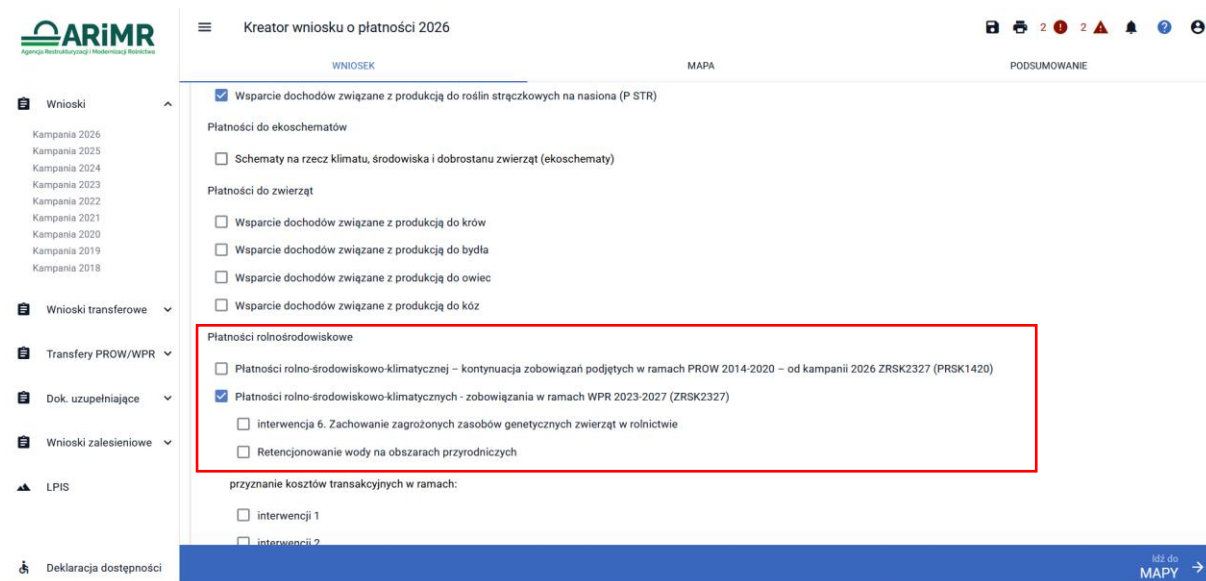 ARiMR
Agencja Restrukturyzacji i Modernizacji Rolnictwa
Kreator wniosku o płatności 2026
2 2
WNIOSEK MAPA PODSUMOWANIE
Wnioski
Kampania 2026
Kampania 2025
Kampania 2024
Kampania 2023
Kampania 2022
Kampania 2021
Kampania 2020
Kampania 2019
Kampania 2018
Wnioski transferowe
Transfery PROW/WPR
Dok. uzupełniające
Wnioski zalesieniowe
LPIS
Deklaracja dostępności
Wsparcie dochodów związane z produkcją do roślin strączkowych na nasiona (P STR)
Płatności do ekoschematów
Schematy na rzecz klimatu, środowiska i dobrostanu zwierząt (ekoschematy)
Płatności do zwierząt
Wsparcie dochodów związane z produkcją do krów
Wsparcie dochodów związane z produkcją do bydła
Wsparcie dochodów związane z produkcją do owiec
Wsparcie dochodów związane z produkcją do kóz
Płatności rolnośrodowiskowe
Płatności rolno-środowiskowo-klimatycznej – kontynuacja zobowiązań podjętych w ramach PROW 2014-2020 – od kampanii 2026 ZRSK2327 (PRSK1420)
Płatności rolno-środowiskowo-klimatycznych - zobowiązania w ramach WPR 2023-2027 (ZRSK2327)
interwencja 6. Zachowanie zagrożonych zasobów genetycznych zwierząt w rolnictwie
Retencjonowanie wody na obszarach przyrodniczych
przyznanie kosztów transakcyjnych w ramach:
interwencji 1
interwencji 2
Idź do
MAPY